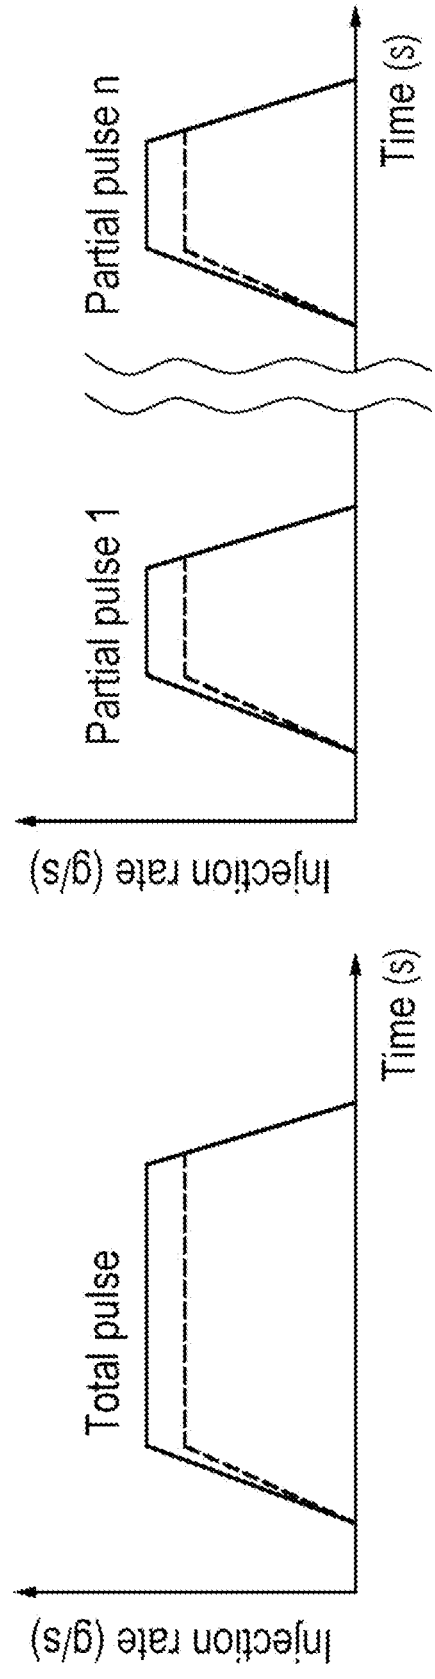 Injection rate (g/s)
Total pulse
Time (s)
Injection rate (g/s)
Partial pulse 1
Partial pulse n
Time (s)